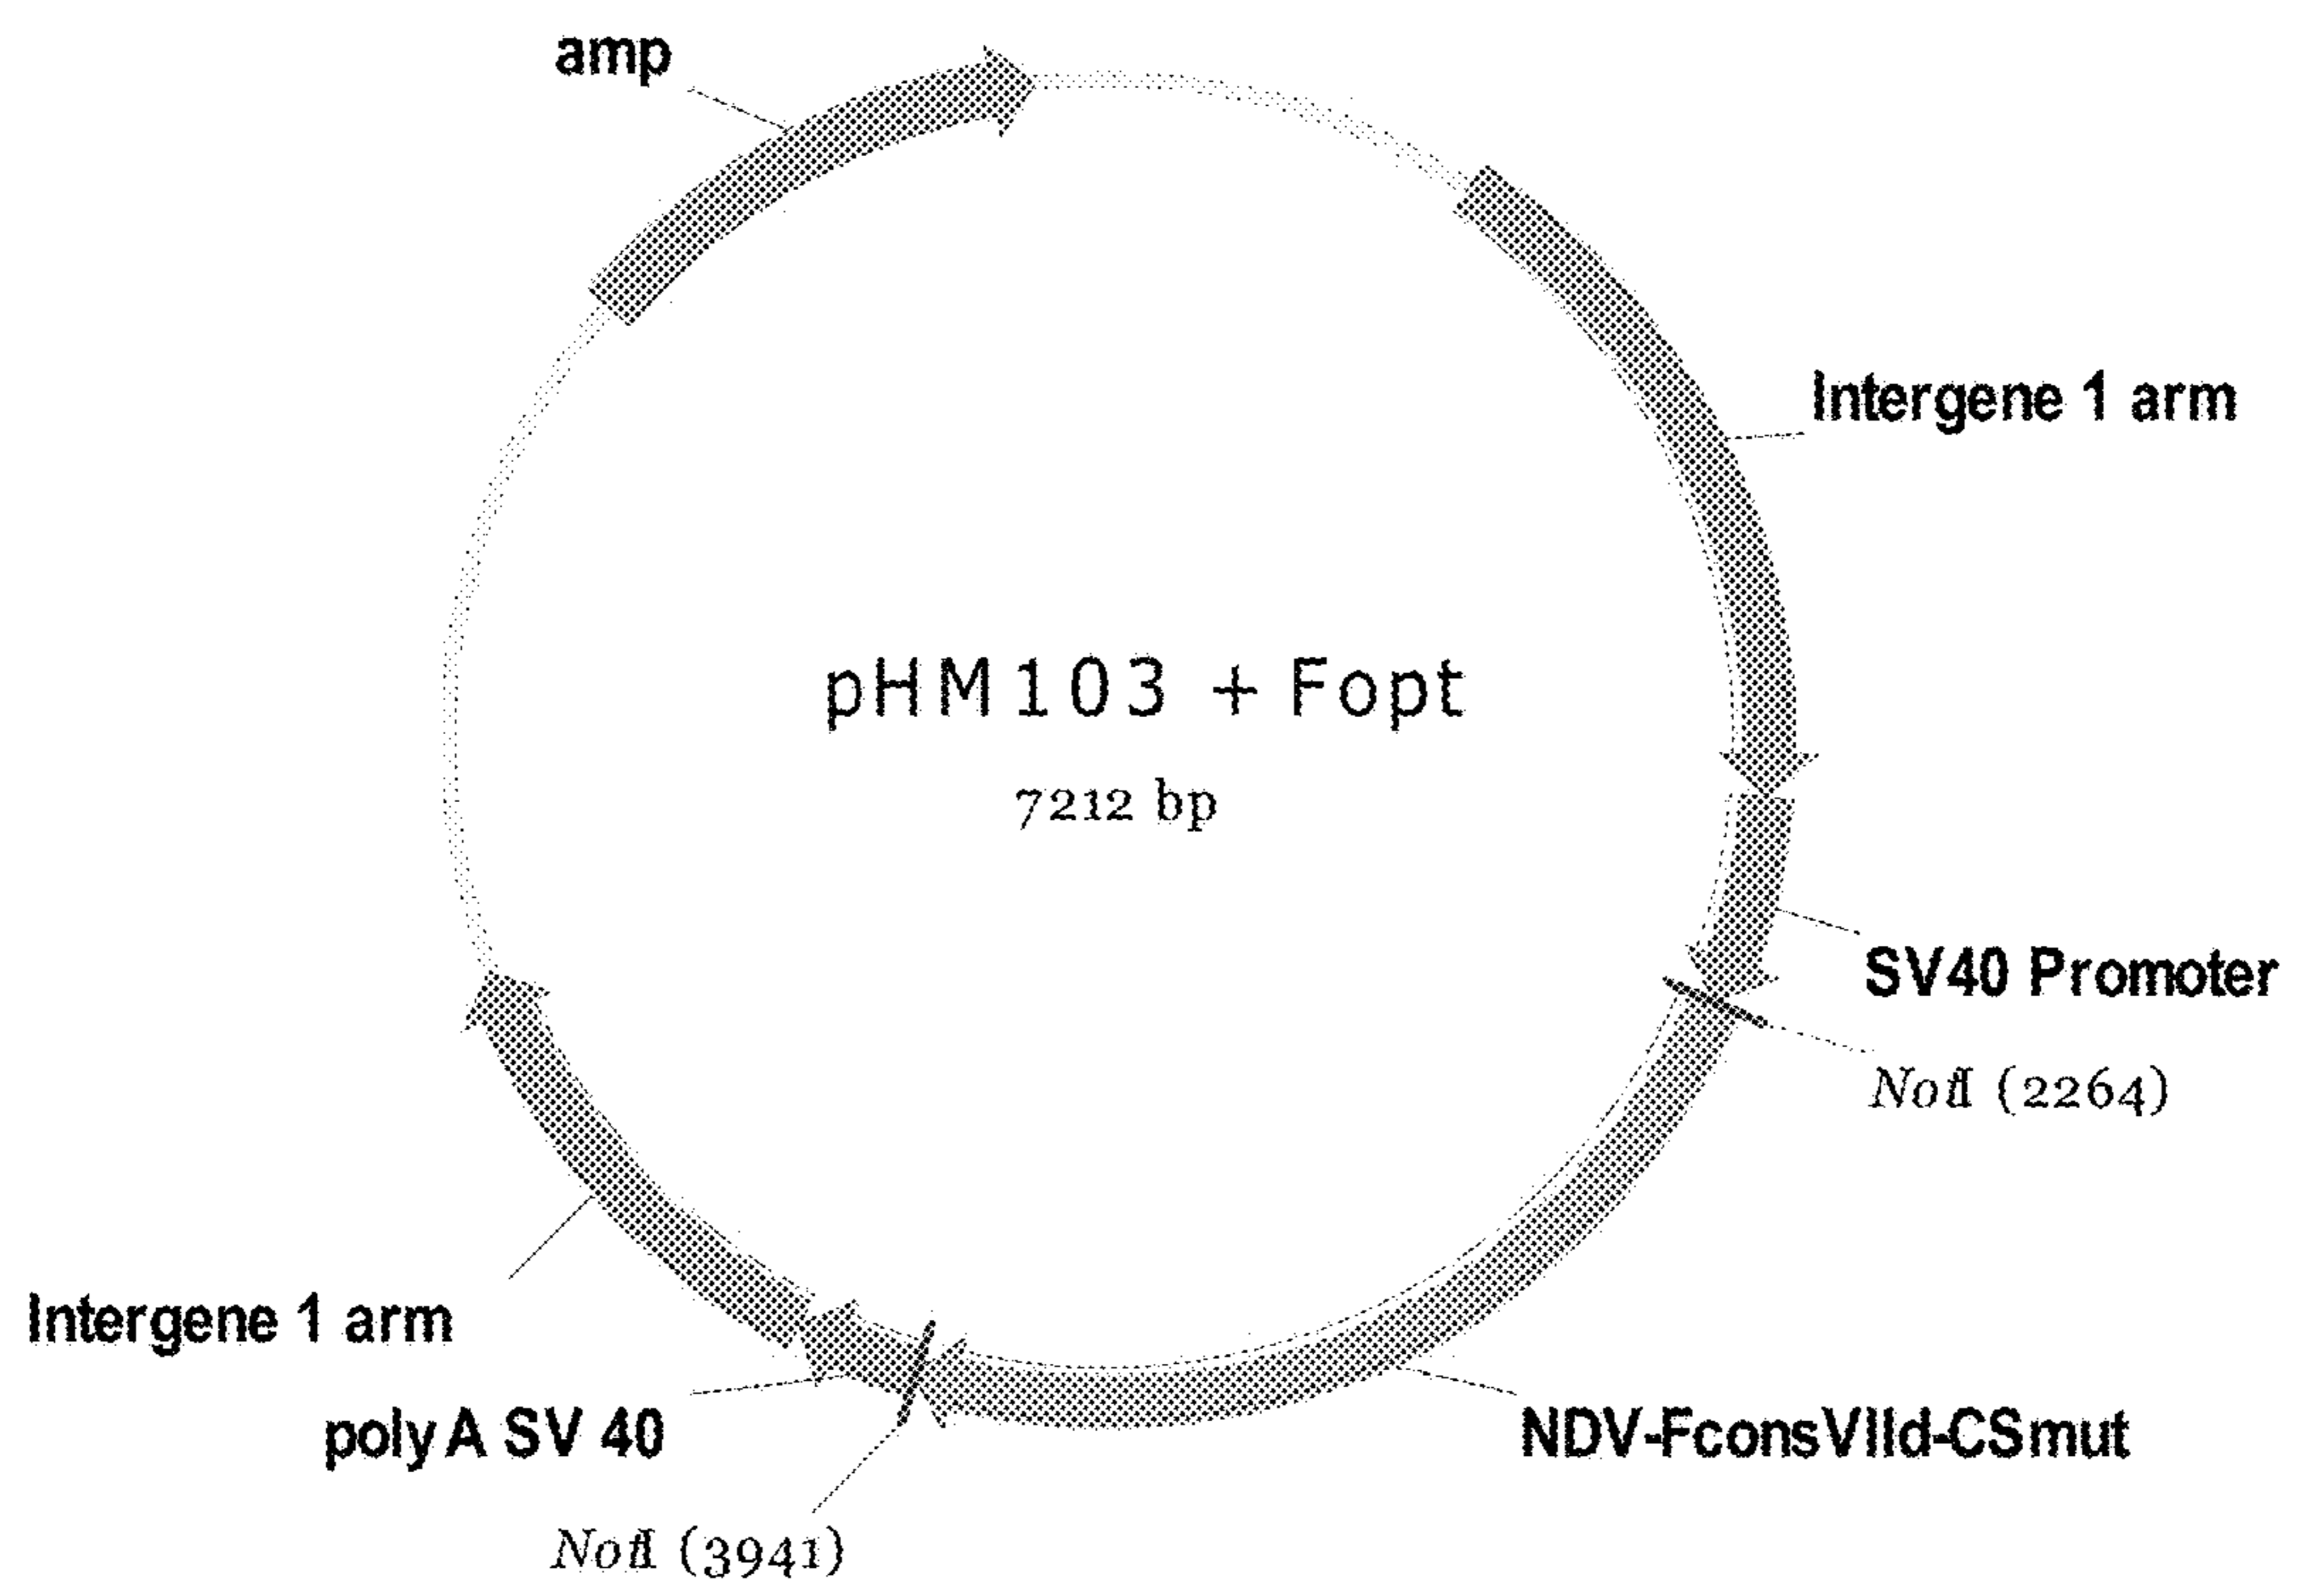 amp
Intergene 1 arm
pHM103 + Fopt
7212 bp
SV40 Promoter
NotI (2264)
Intergene 1 arm
polyA SV 40
NDV-FconsVIId-CSmut
NotI (3941)